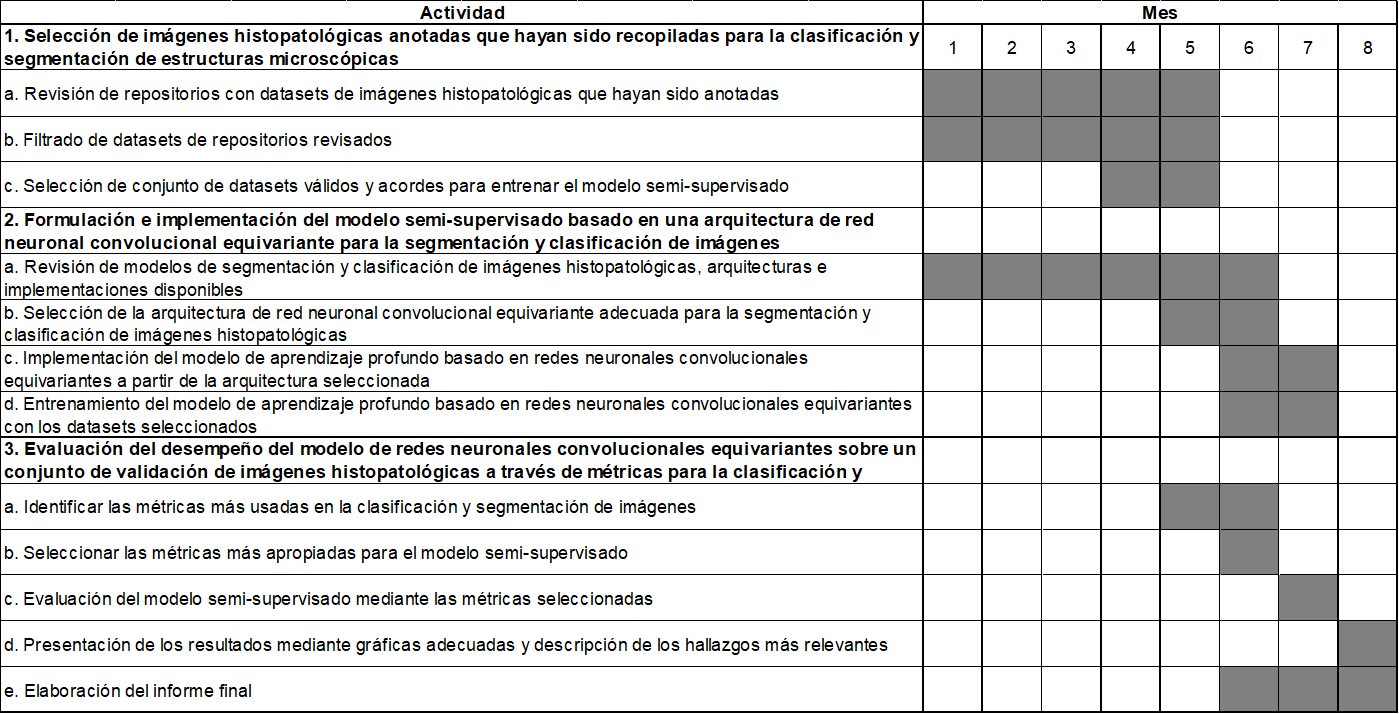 Actividad Mes
1. Selección de imágenes histopatológicas anotadas que hayan sido recopiladas para la clasificación y
segmentación de estructuras microscópicas
1 2 3 4 5 6 7 8
a. Revisión de repositorios con datasets de imágenes histopatológicas que hayan sido anotadas
b. Filtrado de datasets de repositorios revisados
c. Selección de conjunto de datasets válidos y acordes para entrenar el modelo semi-supervisado
2. Formulación e implementación del modelo semi-supervisado basado en una arquitectura de red
neuronal convolucional equivariante para la segmentación y clasificación de imágenes
a. Revisión de modelos de segmentación y clasificación de imágenes histopatológicas, arquitecturas e
implementaciones disponibles
b. Selección de la arquitectura de red neuronal convolucional equivariante adecuada para la segmentación y
clasificación de imágenes histopatológicas
c. Implementación del modelo de aprendizaje profundo basado en redes neuronales convolucionales
equivariantes a partir de la arquitectura seleccionada
d. Entrenamiento del modelo de aprendizaje profundo basado en redes neuronales convolucionales equivariantes
con los datasets seleccionados
3. Evaluación del desempeño del modelo de redes neuronales convolucionales equivariantes sobre un
conjunto de validación de imágenes histopatológicas a través de métricas para la clasificación y
a. Identificar las métricas más usadas en la clasificación y segmentación de imágenes
b. Seleccionar las métricas más apropiadas para el modelo semi-supervisado
c. Evaluación del modelo semi-supervisado mediante las métricas seleccionadas
d. Presentación de los resultados mediante gráficas adecuadas y descripción de los hallazgos más relevantes
e. Elaboración del informe final